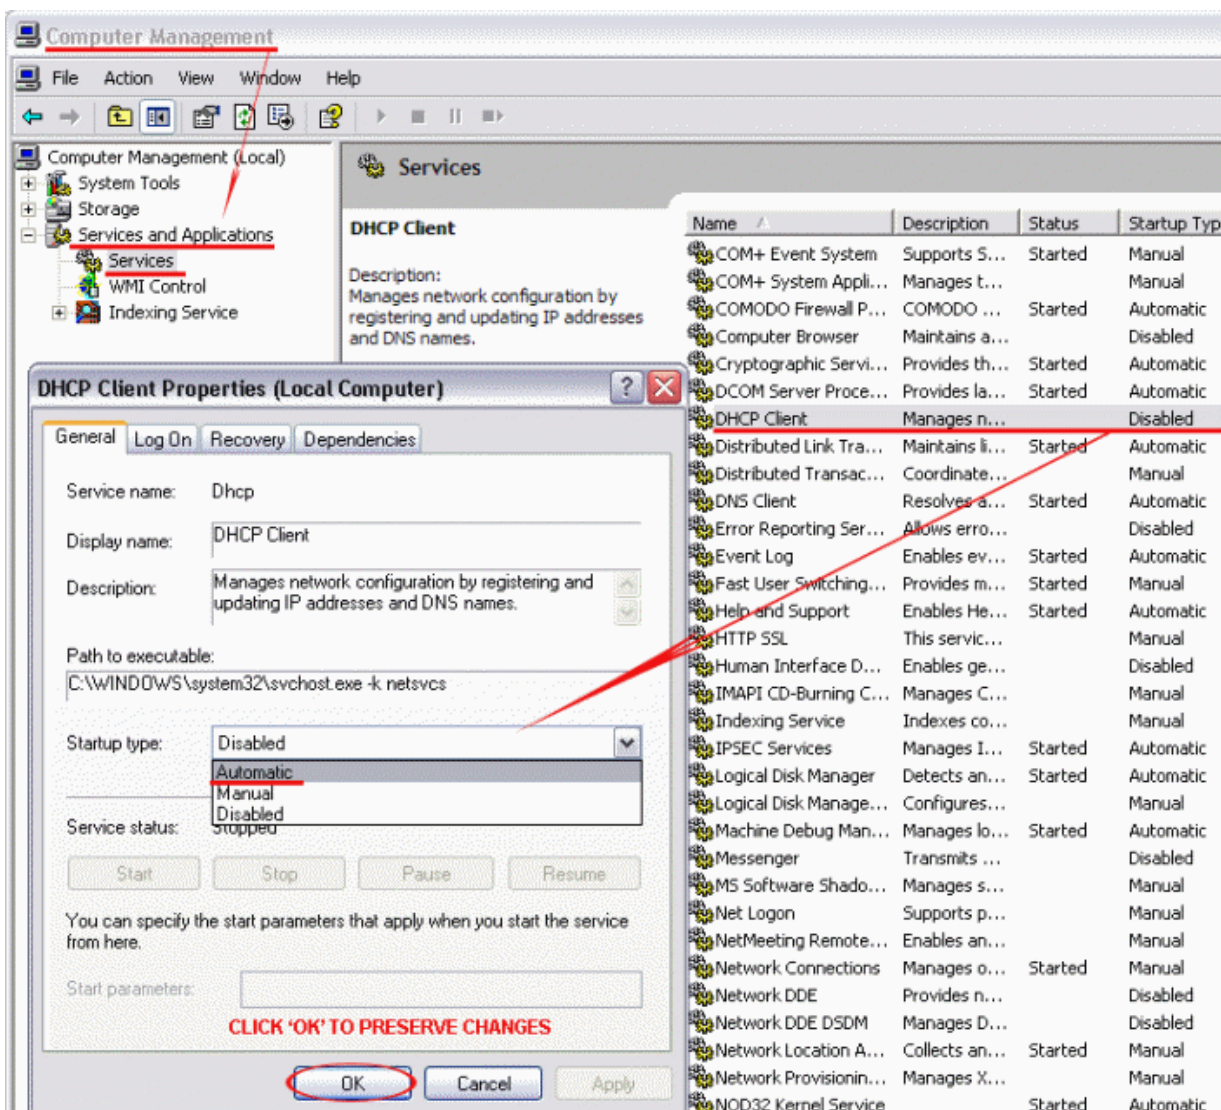 Computer Management
File Action View Window Help
Computer Management (Local)
System Tools
Storage
Services and Applications
Services
WMI Control
Indexing Service
Services
DHCP Client
Description:
Manages network configuration by
registering and updating IP addresses
and DNS names.
Name Description Status Startup Typ
COM+ Event System Supports S... Started Manual
COM+ System Appli... Manages t... Manual
COMODO Firewall P... COMODO ... Started Automatic
Computer Browser Maintains a... Disabled
Cryptographic Servi... Provides th... Started Automatic
DCOM Server Proce... Provides la... Started Automatic
DHCP Client Manages n... Disabled
Distributed Link Tra... Maintains li... Started Automatic
Distributed Transac... Coordinate... Manual
DNS Client Resolves a... Started Automatic
Error Reporting Ser... Allows erro... Disabled
Event Log Enables ev... Started Automatic
Fast User Switching... Provides m... Started Manual
Help and Support Enables He... Started Automatic
HTTP SSL This servic... Manual
Human Interface D... Enables ge... Disabled
IMAPI CD-Burning C... Manages C... Manual
Indexing Service Indexes co... Manual
IPSEC Services Manages I... Started Automatic
Logical Disk Manager Detects an... Started Automatic
Logical Disk Manage... Configures... Manual
Machine Debug Man... Manages lo... Started Automatic
Messenger Transmits ... Disabled
MS Software Shado... Manages s... Manual
Net Logon Supports p... Manual
NetMeeting Remote... Enables an... Manual
Network Connections Manages o... Started Manual
Network DDE Provides n... Disabled
Network DDE DSDM Manages D... Disabled
Network Location A... Collects an... Started Manual
Network Provisionin... Manages X... Manual
NOD32 Kernel Service Started Automatic
DHCP Client Properties (Local Computer)
General Log On Recovery Dependencies
Service name: Dhcp
Display name: DHCP Client
Description: Manages network configuration by registering and
updating IP addresses and DNS names.
Path to executable:
C:\WINDOWS\system32\svchost.exe -k netsvcs
Startup type: Disabled
Automatic
Manual
Disabled
Service status: Stopped
Start Stop Pause Resume
You can specify the start parameters that apply when you start the service
from here.
Start parameters:
CLICK 'OK' TO PRESERVE CHANGES
OK Cancel Apply